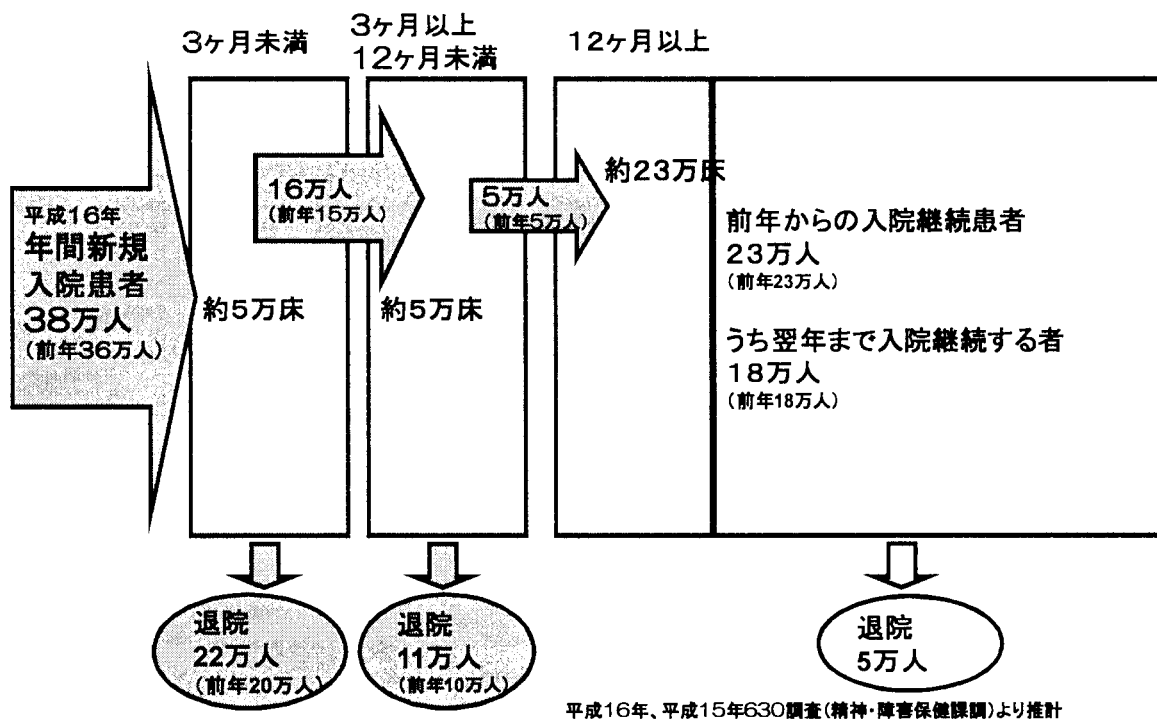 3ヶ月未満
3ヶ月以上
12ヶ月未満
12ヶ月以上
平成16年
年間新規
入院患者
38万人
(前年36万人)
16万人
(前年15万人)
5万人
(前年5万人)
約5万床
約5万床
約23万床
前年からの入院継続患者
23万人
(前年23万人)
うち翌年まで入院継続する者
18万人
(前年18万人)
退院
22万人
(前年20万人)
退院
11万人
(前年10万人)
退院
5万人
平成16年、平成15年630調査(精神・障害保健課調)より推計